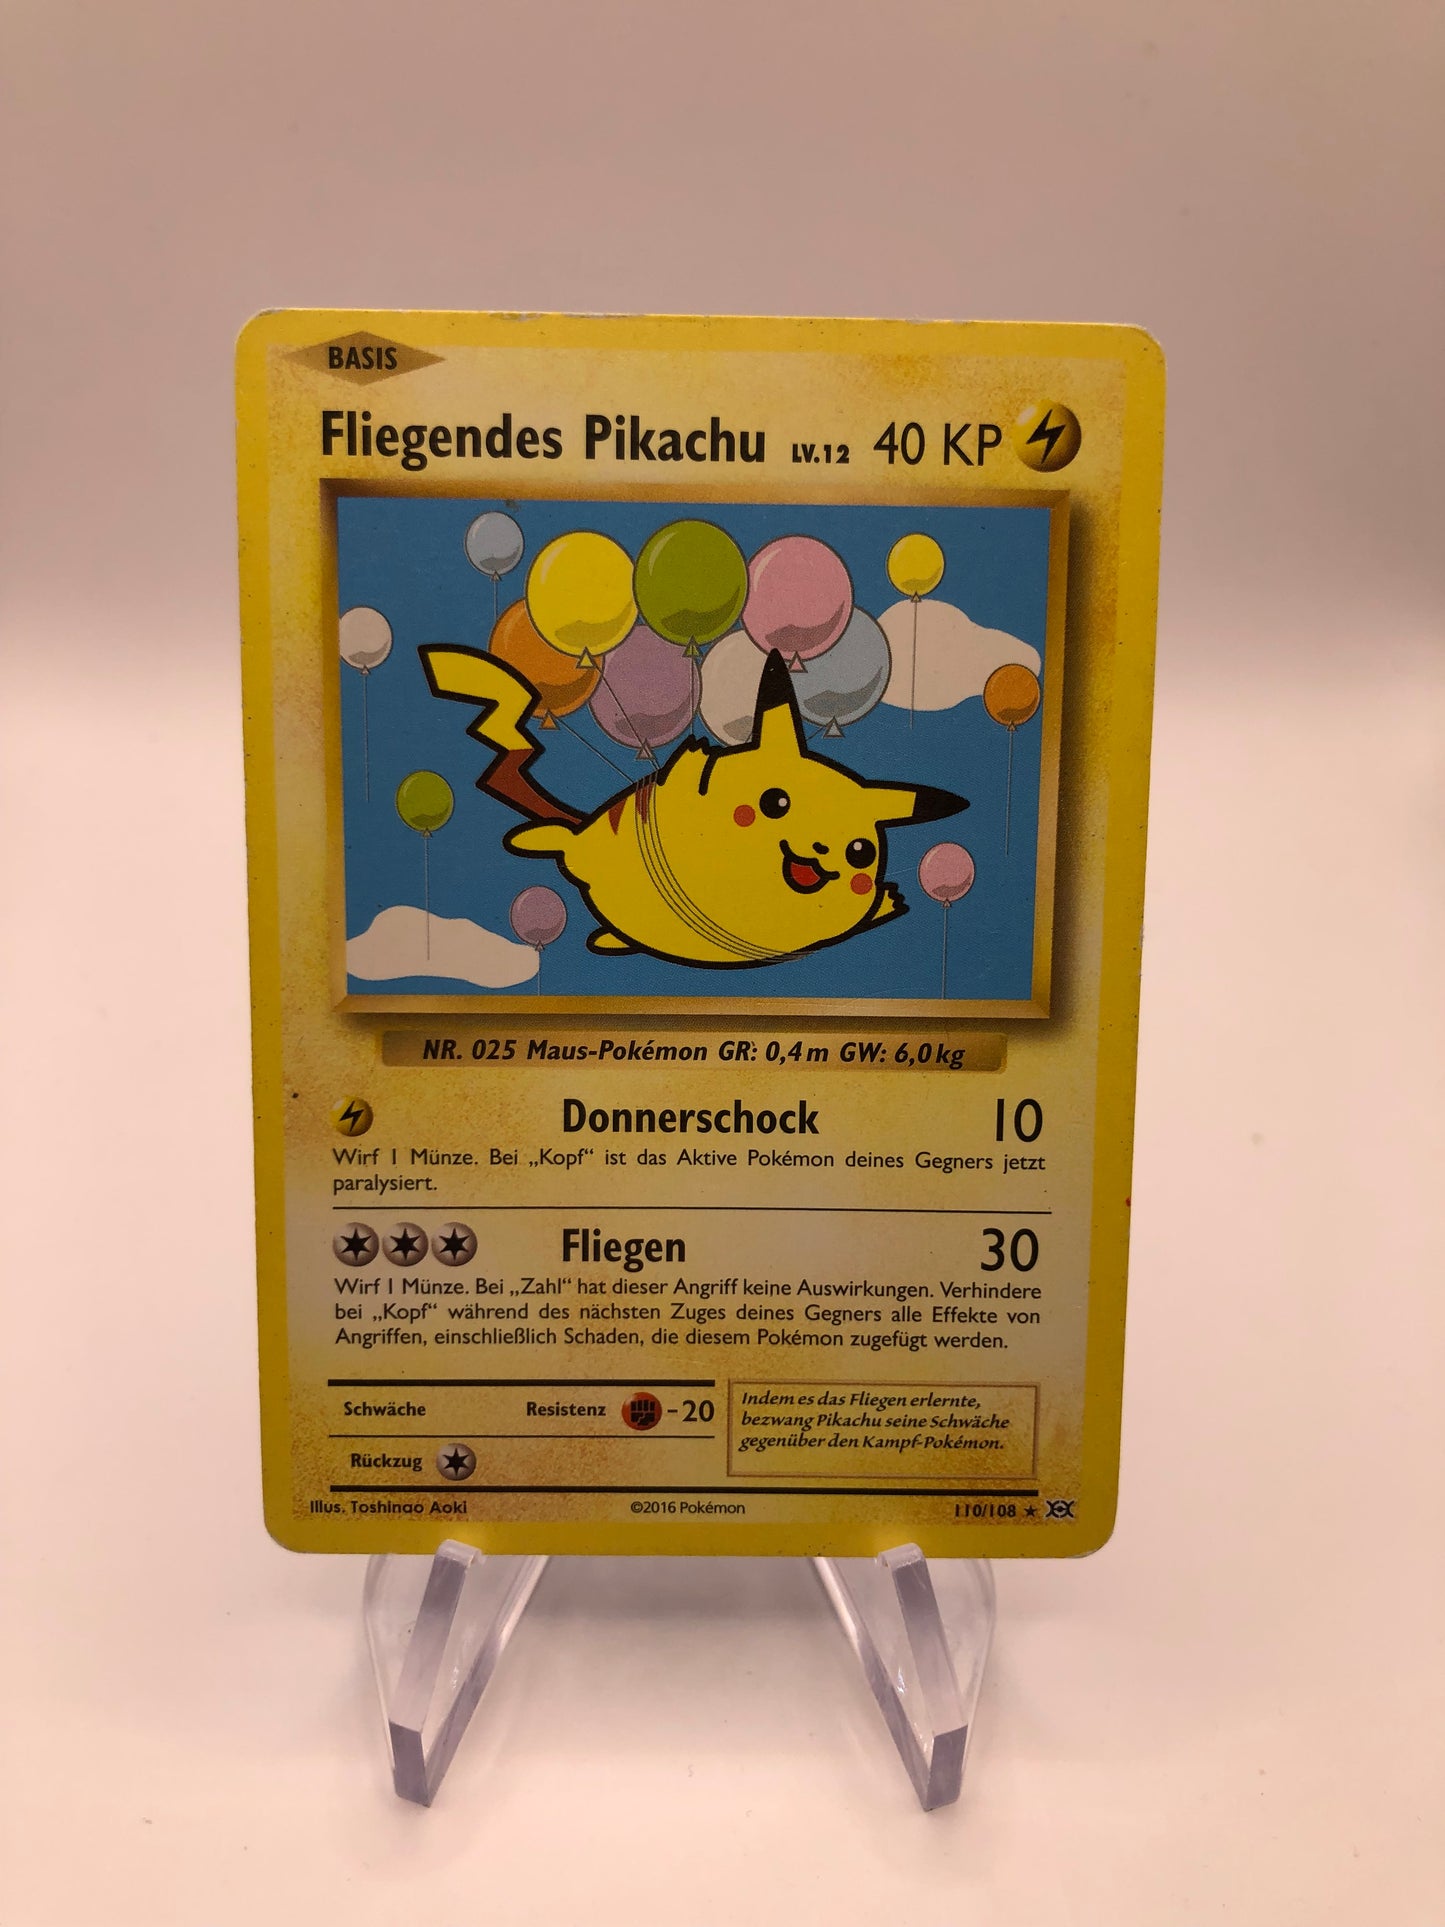 BASIS
Fliegendes Pikachu LV.12 40 KP
NR. 025 Maus-Pokémon GR: 0,4 m GW: 6,0 kg
Donnerschock 10
Wirf 1 Münze. Bei „Kopf“ ist das Aktive Pokémon deines Gegners jetzt
paralysiert.
Fliegen 30
Wirf 1 Münze. Bei „Zahl“ hat dieser Angriff keine Auswirkungen. Verhindere
bei „Kopf“ während des nächsten Zuges deines Gegners alle Effekte von
Angriffen, einschließlich Schaden, die diesem Pokémon zugefügt werden.
Schwäche Resistenz -20
Rückzug
Indem es das Fliegen erlernte,
bezwang Pikachu seine Schwäche
gegenüber den Kampf-Pokémon.
Illus. Toshinao Aoki ©2016 Pokémon 110/108 ★